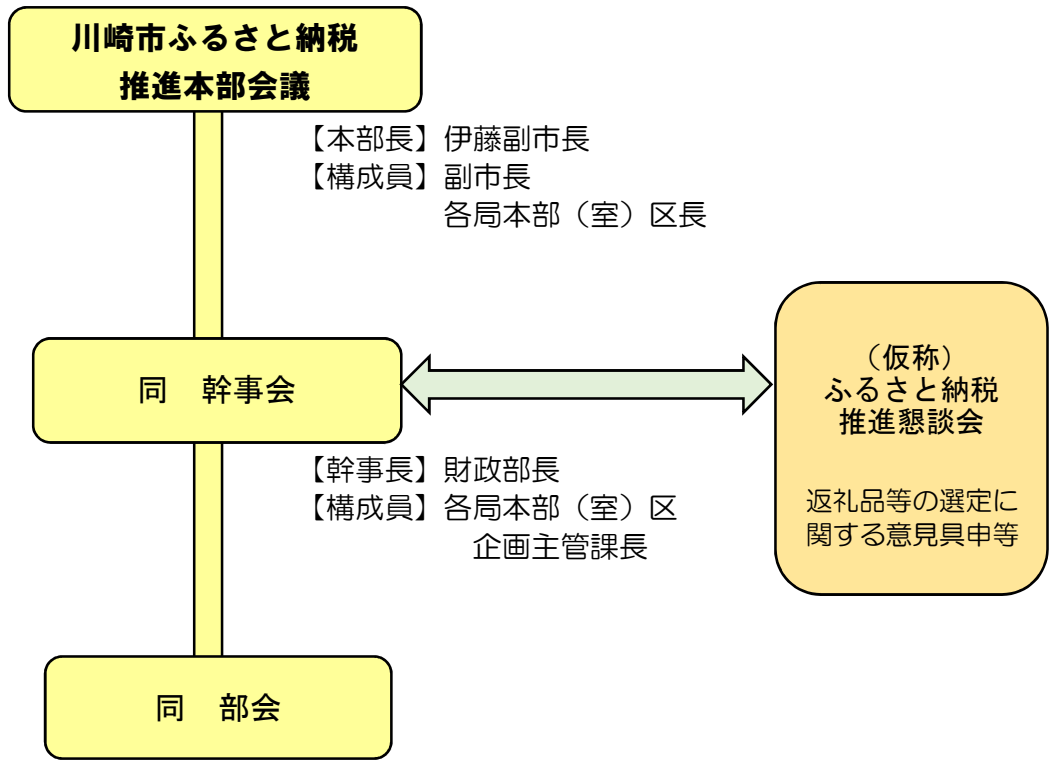 川崎市ふるさと納税
推進本部会議
【本部長】伊藤副市長
【構成員】副市長
各局本部（室）区長
同　幹事会
（仮称）
ふるさと納税
推進懇談会
返礼品等の選定に
関する意見具申等
【幹事長】財政部長
【構成員】各局本部（室）区
企画主管課長
同　部会